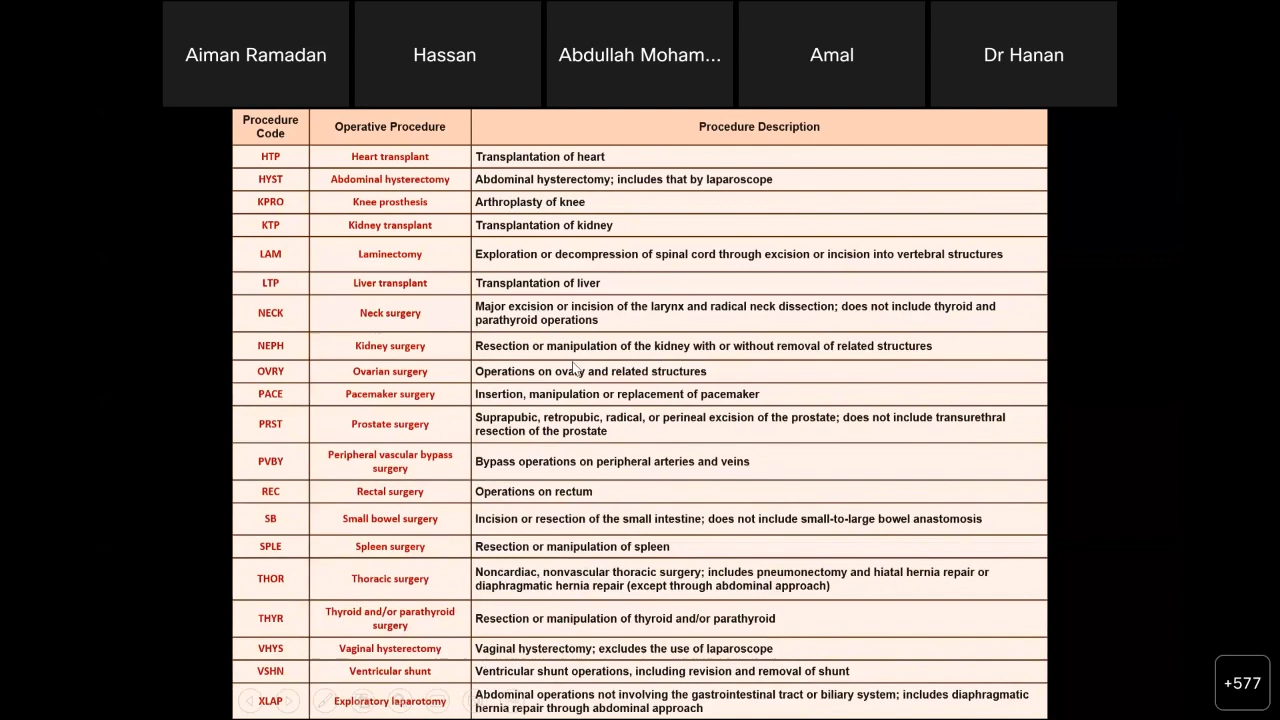 Aiman Ramadan
Hassan
Abdullah Moham...
Amal
Dr Hanan
Procedure Code
Operative Procedure
Procedure Description
HTP
Heart transplant
Transplantation of heart
HYST
Abdominal hysterectomy
Abdominal hysterectomy; includes that by laparoscope
KPRO
Knee prosthesis
Arthroplasty of knee
KTP
Kidney transplant
Transplantation of kidney
LAM
Laminectomy
Exploration or decompression of spinal cord through excision or incision into vertebral structures
LTP
Liver transplant
Transplantation of liver
NECK
Neck surgery
Major excision or incision of the larynx and radical neck dissection; does not include thyroid and
parathyroid operations
NEPH
Kidney surgery
Resection or manipulation of the kidney with or without removal of related structures
OVRY
Ovarian surgery
Operations on ovary and related structures
PACE
Pacemaker surgery
Insertion, manipulation or replacement of pacemaker
PRST
Prostate surgery
Suprapubic, retropubic, radical, or perineal excision of the prostate; does not include transurethral
resection of the prostate
PVBY
Peripheral vascular bypass
surgery
Bypass operations on peripheral arteries and veins
REC
Rectal surgery
Operations on rectum
SB
Small bowel surgery
Incision or resection of the small intestine; does not include small-to-large bowel anastomosis
SPLE
Spleen surgery
Resection or manipulation of spleen
THOR
Thoracic surgery
Noncardiac, nonvascular thoracic surgery; includes pneumonectomy and hiatal hernia repair or
diaphragmatic hernia repair (except through abdominal approach)
THYR
Thyroid and/or parathyroid
surgery
Resection or manipulation of thyroid and/or parathyroid
VHYS
Vaginal hysterectomy
Vaginal hysterectomy; excludes the use of laparoscope
VSHN
Ventricular shunt
Ventricular shunt operations, including revision and removal of shunt
XLAP
Exploratory laparotomy
Abdominal operations not involving the gastrointestinal tract or biliary system; includes diaphragmatic
hernia repair through abdominal approach
+577